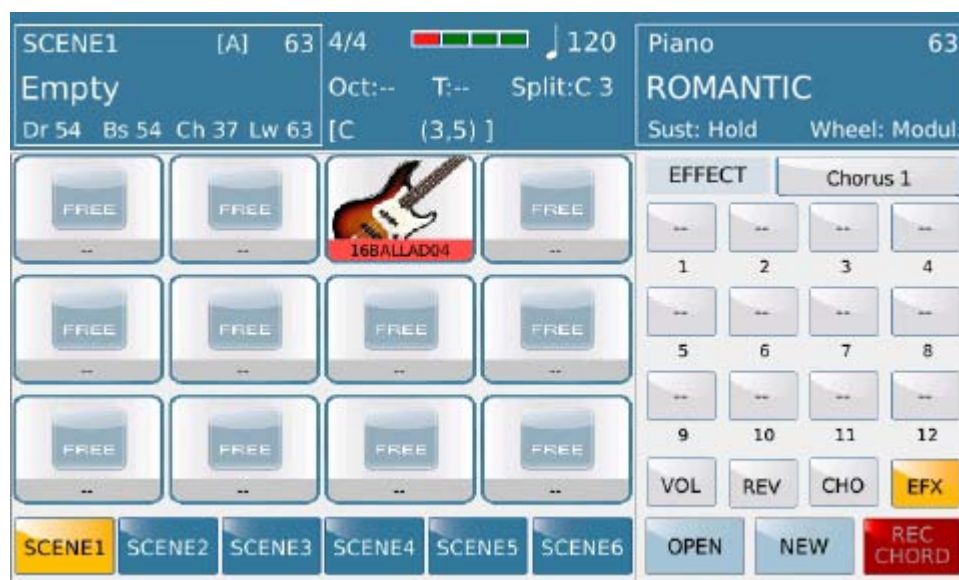 SCENE1 [A] 63
Empty
Dr 54 Bs 54 Ch 37 Lw 63
4/4 120
Oct:-- T:-- Split:C 3
[C (3,5) ]
Piano 63
ROMANTIC
Sust: Hold Wheel: Modul.
FREE FREE FREE
-- -- 16BALLAD04 --
FREE FREE FREE FREE
-- -- -- --
FREE FREE FREE FREE
-- -- -- --
SCENE1 SCENE2 SCENE3 SCENE4 SCENE5 SCENE6
EFFECT Chorus 1
-- -- -- --
1 2 3 4
-- -- -- --
5 6 7 8
-- -- -- --
9 10 11 12
VOL REV CHO EFX
OPEN NEW REC CHORD